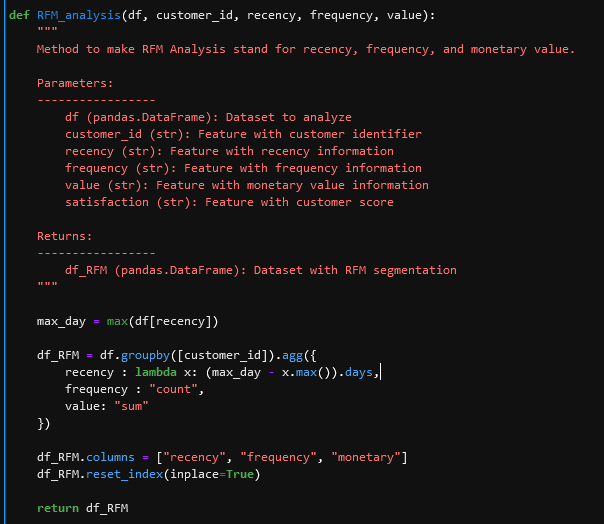 def RFM_analysis(df, customer_id, recency, frequency, value):
    """
    Method to make RFM Analysis stand for recency, frequency, and monetary value.

    Parameters:
    -----------------
        df (pandas.DataFrame): Dataset to analyze
        customer_id (str): Feature with customer identifier
        recency (str): Feature with recency information
        frequency (str): Feature with frequency information
        value (str): Feature with monetary value information
        satisfaction (str): Feature with customer score

    Returns:
    -----------------
        df_RFM (pandas.DataFrame): Dataset with RFM segmentation
    """

    max_day = max(df[recency])

    df_RFM = df.groupby([customer_id]).agg({
        recency : lambda x: (max_day - x.max()).days,
        frequency : "count",
        value: "sum"
    })

    df_RFM.columns = ["recency", "frequency", "monetary"]
    df_RFM.reset_index(inplace=True)

    return df_RFM